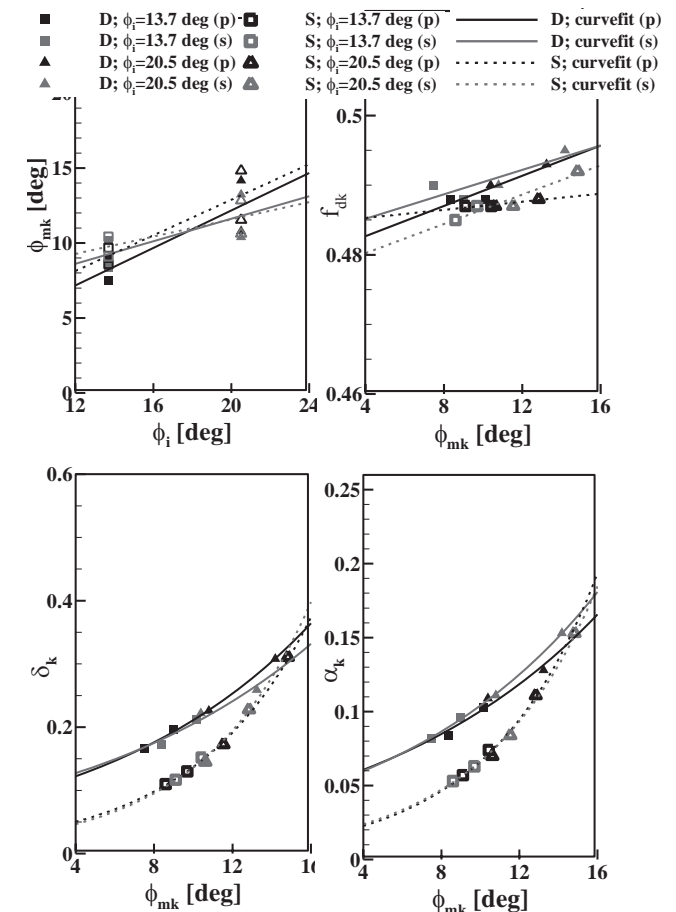 D; ϕi=13.7 deg (p) S; ϕi=13.7 deg (p) D; curvefit (p)
D; ϕi=13.7 deg (s) S; ϕi=13.7 deg (s) D; curvefit (s)
D; ϕi=20.5 deg (p) S; ϕi=20.5 deg (p) S; curvefit (p)
D; ϕi=20.5 deg (s) S; ϕi=20.5 deg (s) S; curvefit (s)
ϕmk [deg]
20
15
10
5
0
12 16 20 24
ϕi [deg]
fdk
0.5
0.48
0.46
4 8 12 16
ϕmk [deg]
δk
0.6
0.4
0.2
0
4 8 12 16
ϕmk [deg]
αk
0.25
0.2
0.15
0.1
0.05
0
4 8 12 16
ϕmk [deg]